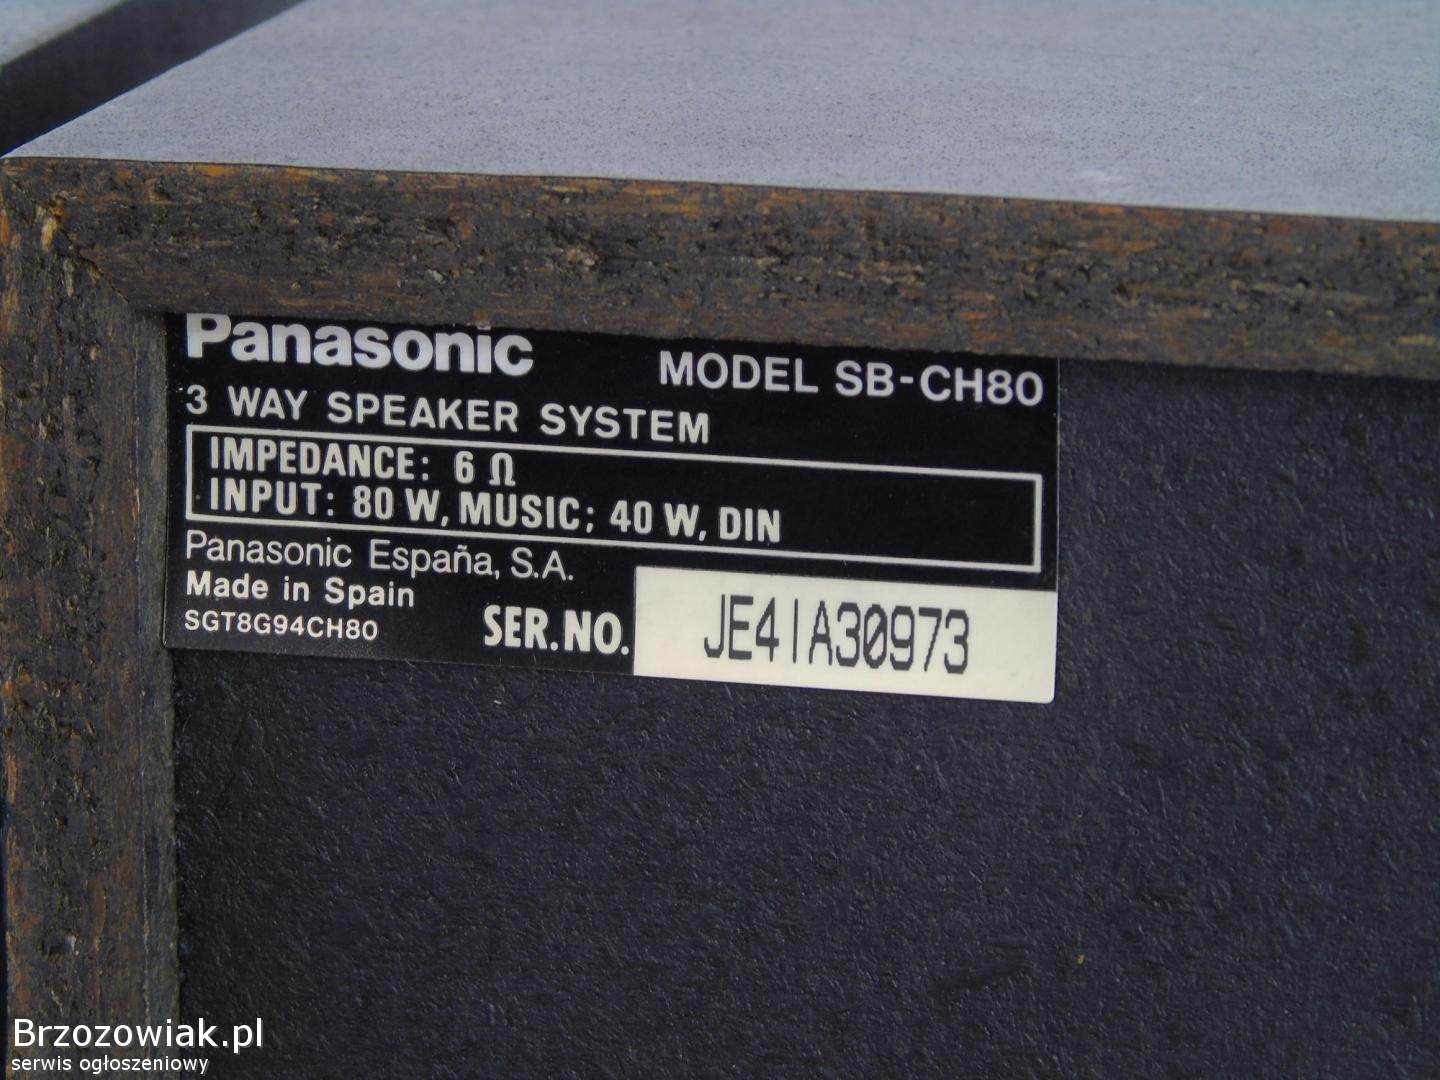 Panasonic
MODEL SB-CH80
3 WAY SPEAKER SYSTEM
IMPEDANCE: 6 Ω
INPUT: 80 W, MUSIC; 40 W, DIN
Panasonic España, S.A.
Made in Spain
SGT8G94CH80
SER.NO. JE41A30973
Brzozowiak.pl
serwis ogłoszeniowy